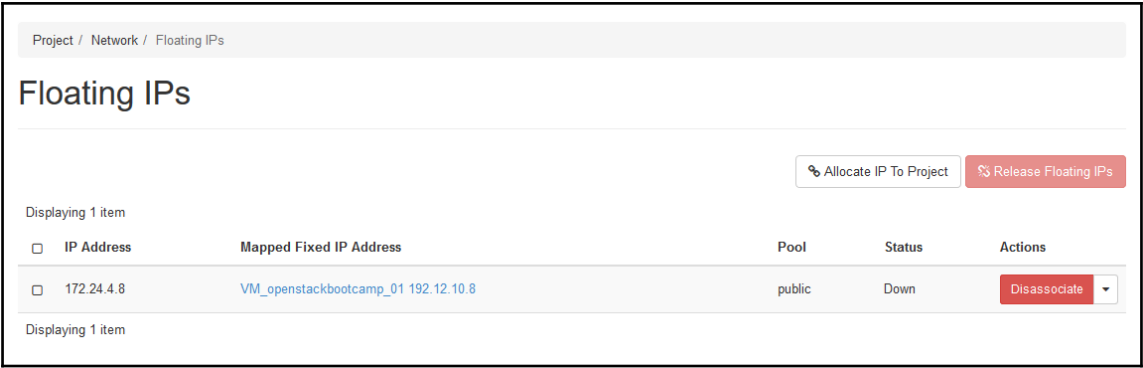 Project / Network / Floating IPs
Floating IPs
Allocate IP To Project Release Floating IPs
Displaying 1 item
IP Address Mapped Fixed IP Address Pool Status Actions
172.24.4.8 VM_openstackbootcamp_01 192.12.10.8 public Down Disassociate
Displaying 1 item